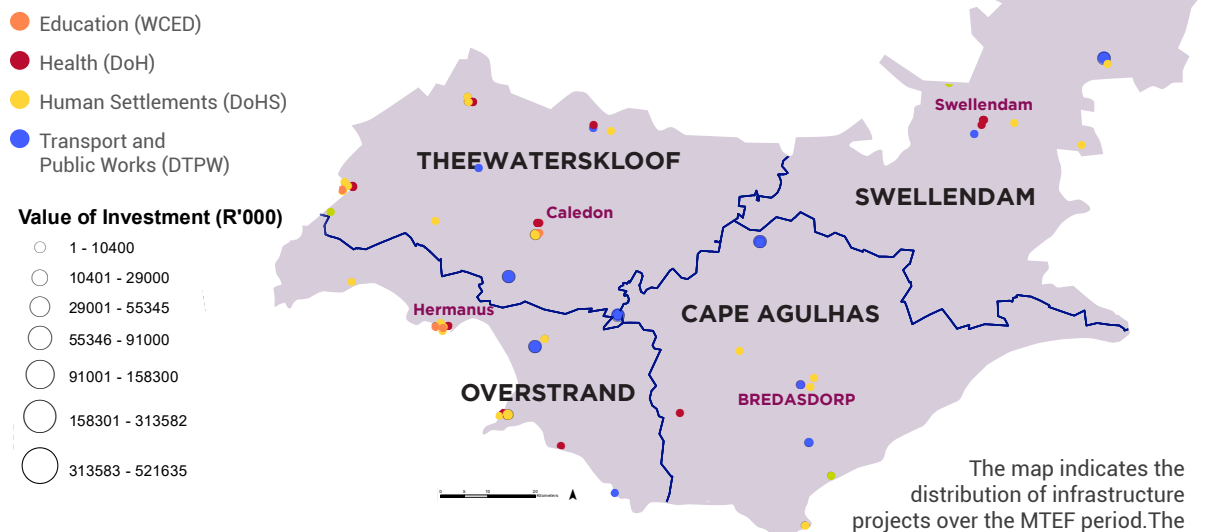 Education (WCED)
Health (DoH)
Human Settlements (DoHS)
Transport and
Public Works (DTPW)
Value of Investment (R'000)
1 - 10400
10401 - 29000
29001 - 55345
55346 - 91000
91001 - 158300
158301 - 313582
313583 - 521635
THEEWATERSKLOOF
Caledon
Hermanus
OVERSTRAND
Swellendam
SWELLENDAM
CAPE AGULHAS
BREDASDORP
Kilometers
The map indicates the
distribution of infrastructure
projects over the MTEF period.The